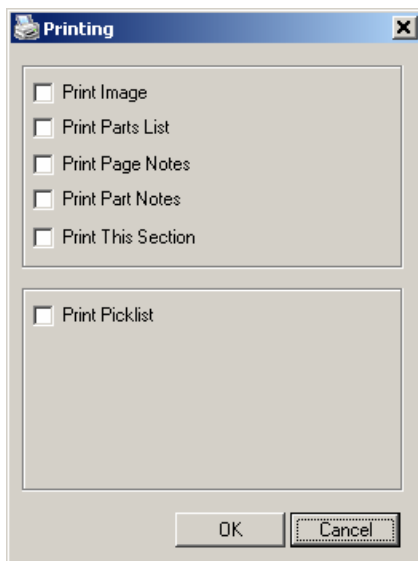 Printing
Print Image
Print Parts List
Print Page Notes
Print Part Notes
Print This Section
Print Picklist
OK
Cancel